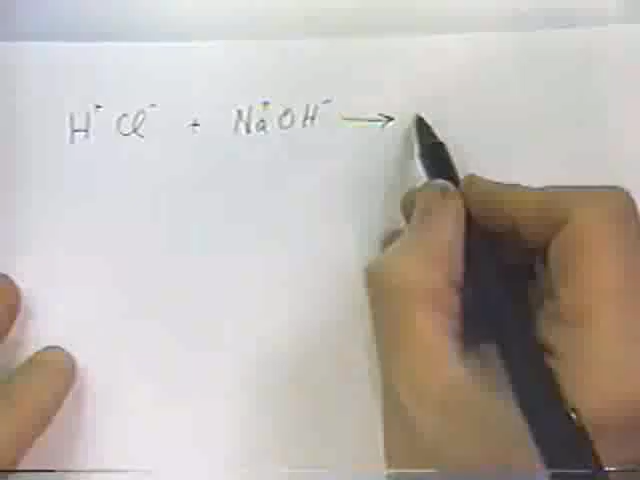 H⁺ Cl⁻ + Na⁺ OH⁻ →